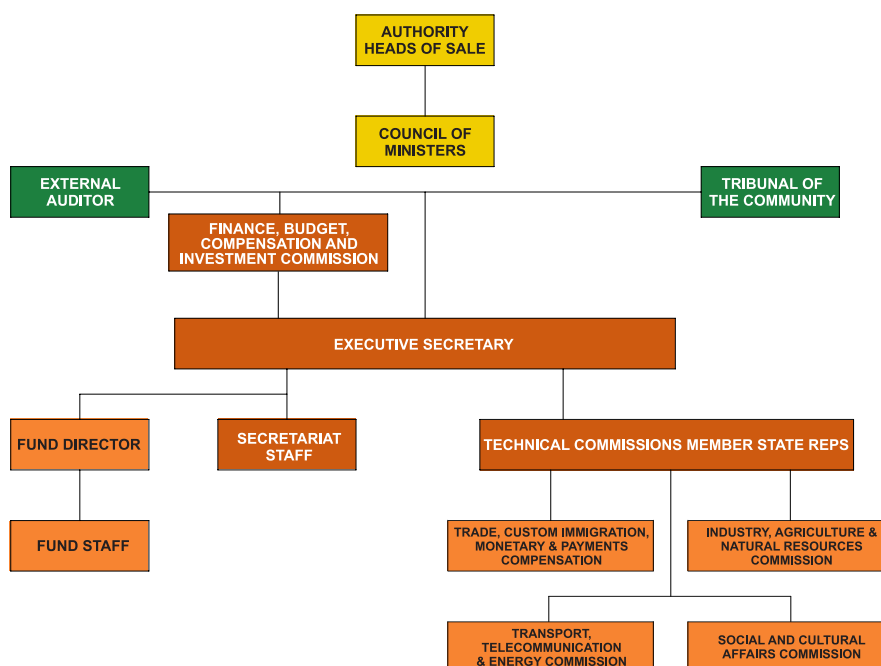 AUTHORITY
HEADS OF SALE
COUNCIL OF
MINISTERS
EXTERNAL
AUDITOR
TRIBUNAL OF
THE COMMUNITY
FINANCE, BUDGET,
COMPENSATION AND
INVESTMENT COMMISSION
EXECUTIVE SECRETARY
FUND DIRECTOR
SECRETARIAT
STAFF
TECHNICAL COMMISSIONS MEMBER STATE REPS
FUND STAFF
TRADE, CUSTOM IMMIGRATION,
MONETARY & PAYMENTS
COMPENSATION
INDUSTRY, AGRICULTURE &
NATURAL RESOURCES
COMMISSION
TRANSPORT,
TELECOMMUNICATION
& ENERGY COMMISSION
SOCIAL AND CULTURAL
AFFAIRS COMMISSION